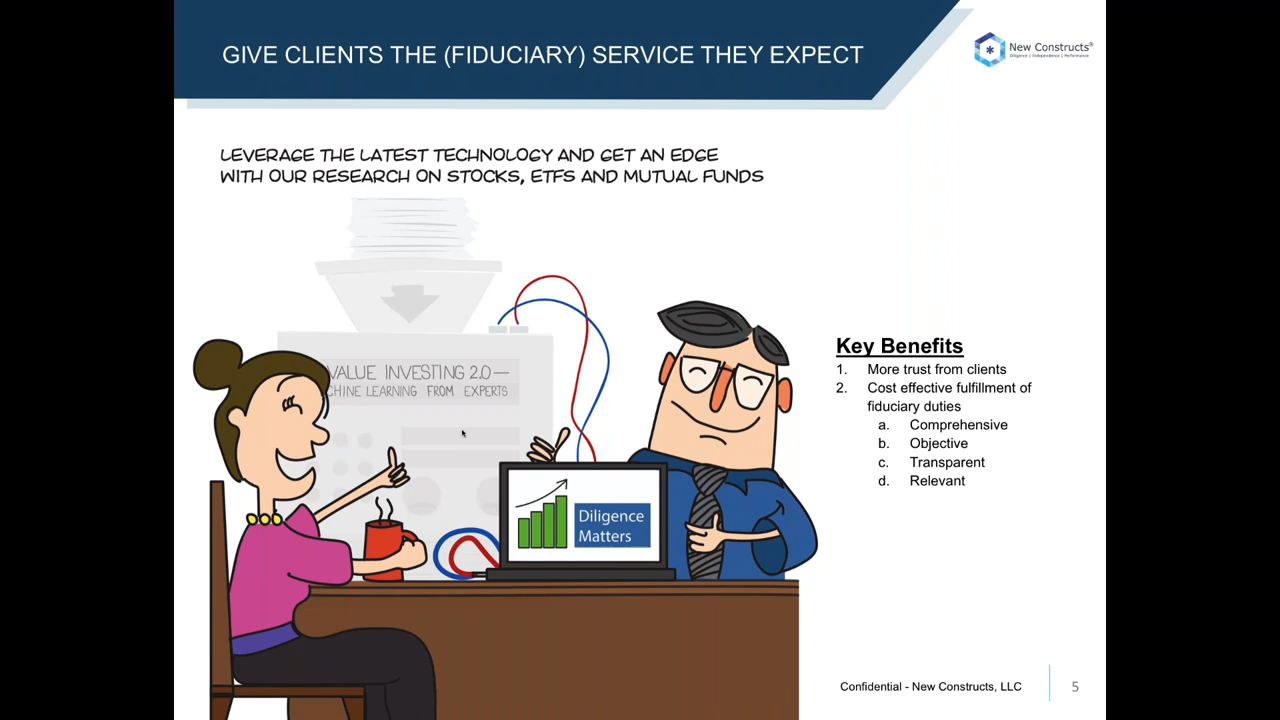 GIVE CLIENTS THE (FIDUCIARY) SERVICE THEY EXPECT
New Constructs®
Diligence | Independence | Performance
LEVERAGE THE LATEST TECHNOLOGY AND GET AN EDGE
WITH OUR RESEARCH ON STOCKS, ETFS AND MUTUAL FUNDS
VALUE INVESTING 2.0—
CHINE LEARNING FROM EXPERTS
Diligence
Matters
Key Benefits
1. More trust from clients
2. Cost effective fulfillment of
fiduciary duties
a. Comprehensive
b. Objective
c. Transparent
d. Relevant
Confidential - New Constructs, LLC
5